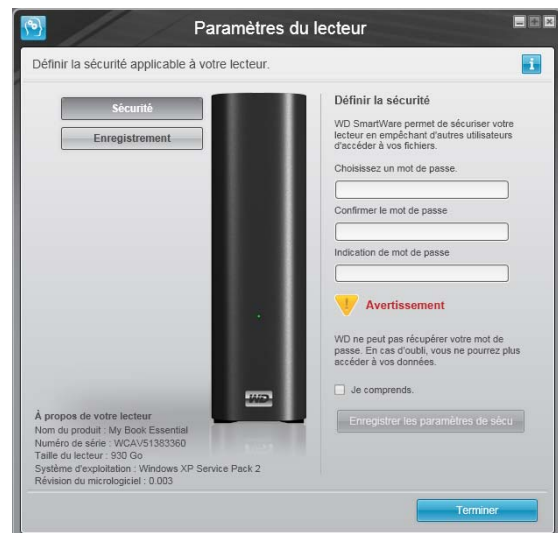 Paramètres du lecteur
Définir la sécurité applicable à votre lecteur.
Sécurité
Enregistrement
WD
À propos de votre lecteur
Nom du produit : My Book Essential
Numéro de série : WCAV51383360
Taille du lecteur : 930 Go
Système d'exploitation : Windows XP Service Pack 2
Révision du micrologiciel : 0.003
Définir la sécurité
WD SmartWare permet de sécuriser votre
lecteur en empêchant d'autres utilisateurs
d'accéder à vos fichiers.
Choisissez un mot de passe.
Confirmer le mot de passe
Indication de mot de passe
Avertissement
WD ne peut pas récupérer votre mot de
passe. En cas d'oubli, vous ne pourrez plus
accéder à vos données.
Je comprends.
Enregistrer les paramètres de sécu
Terminer